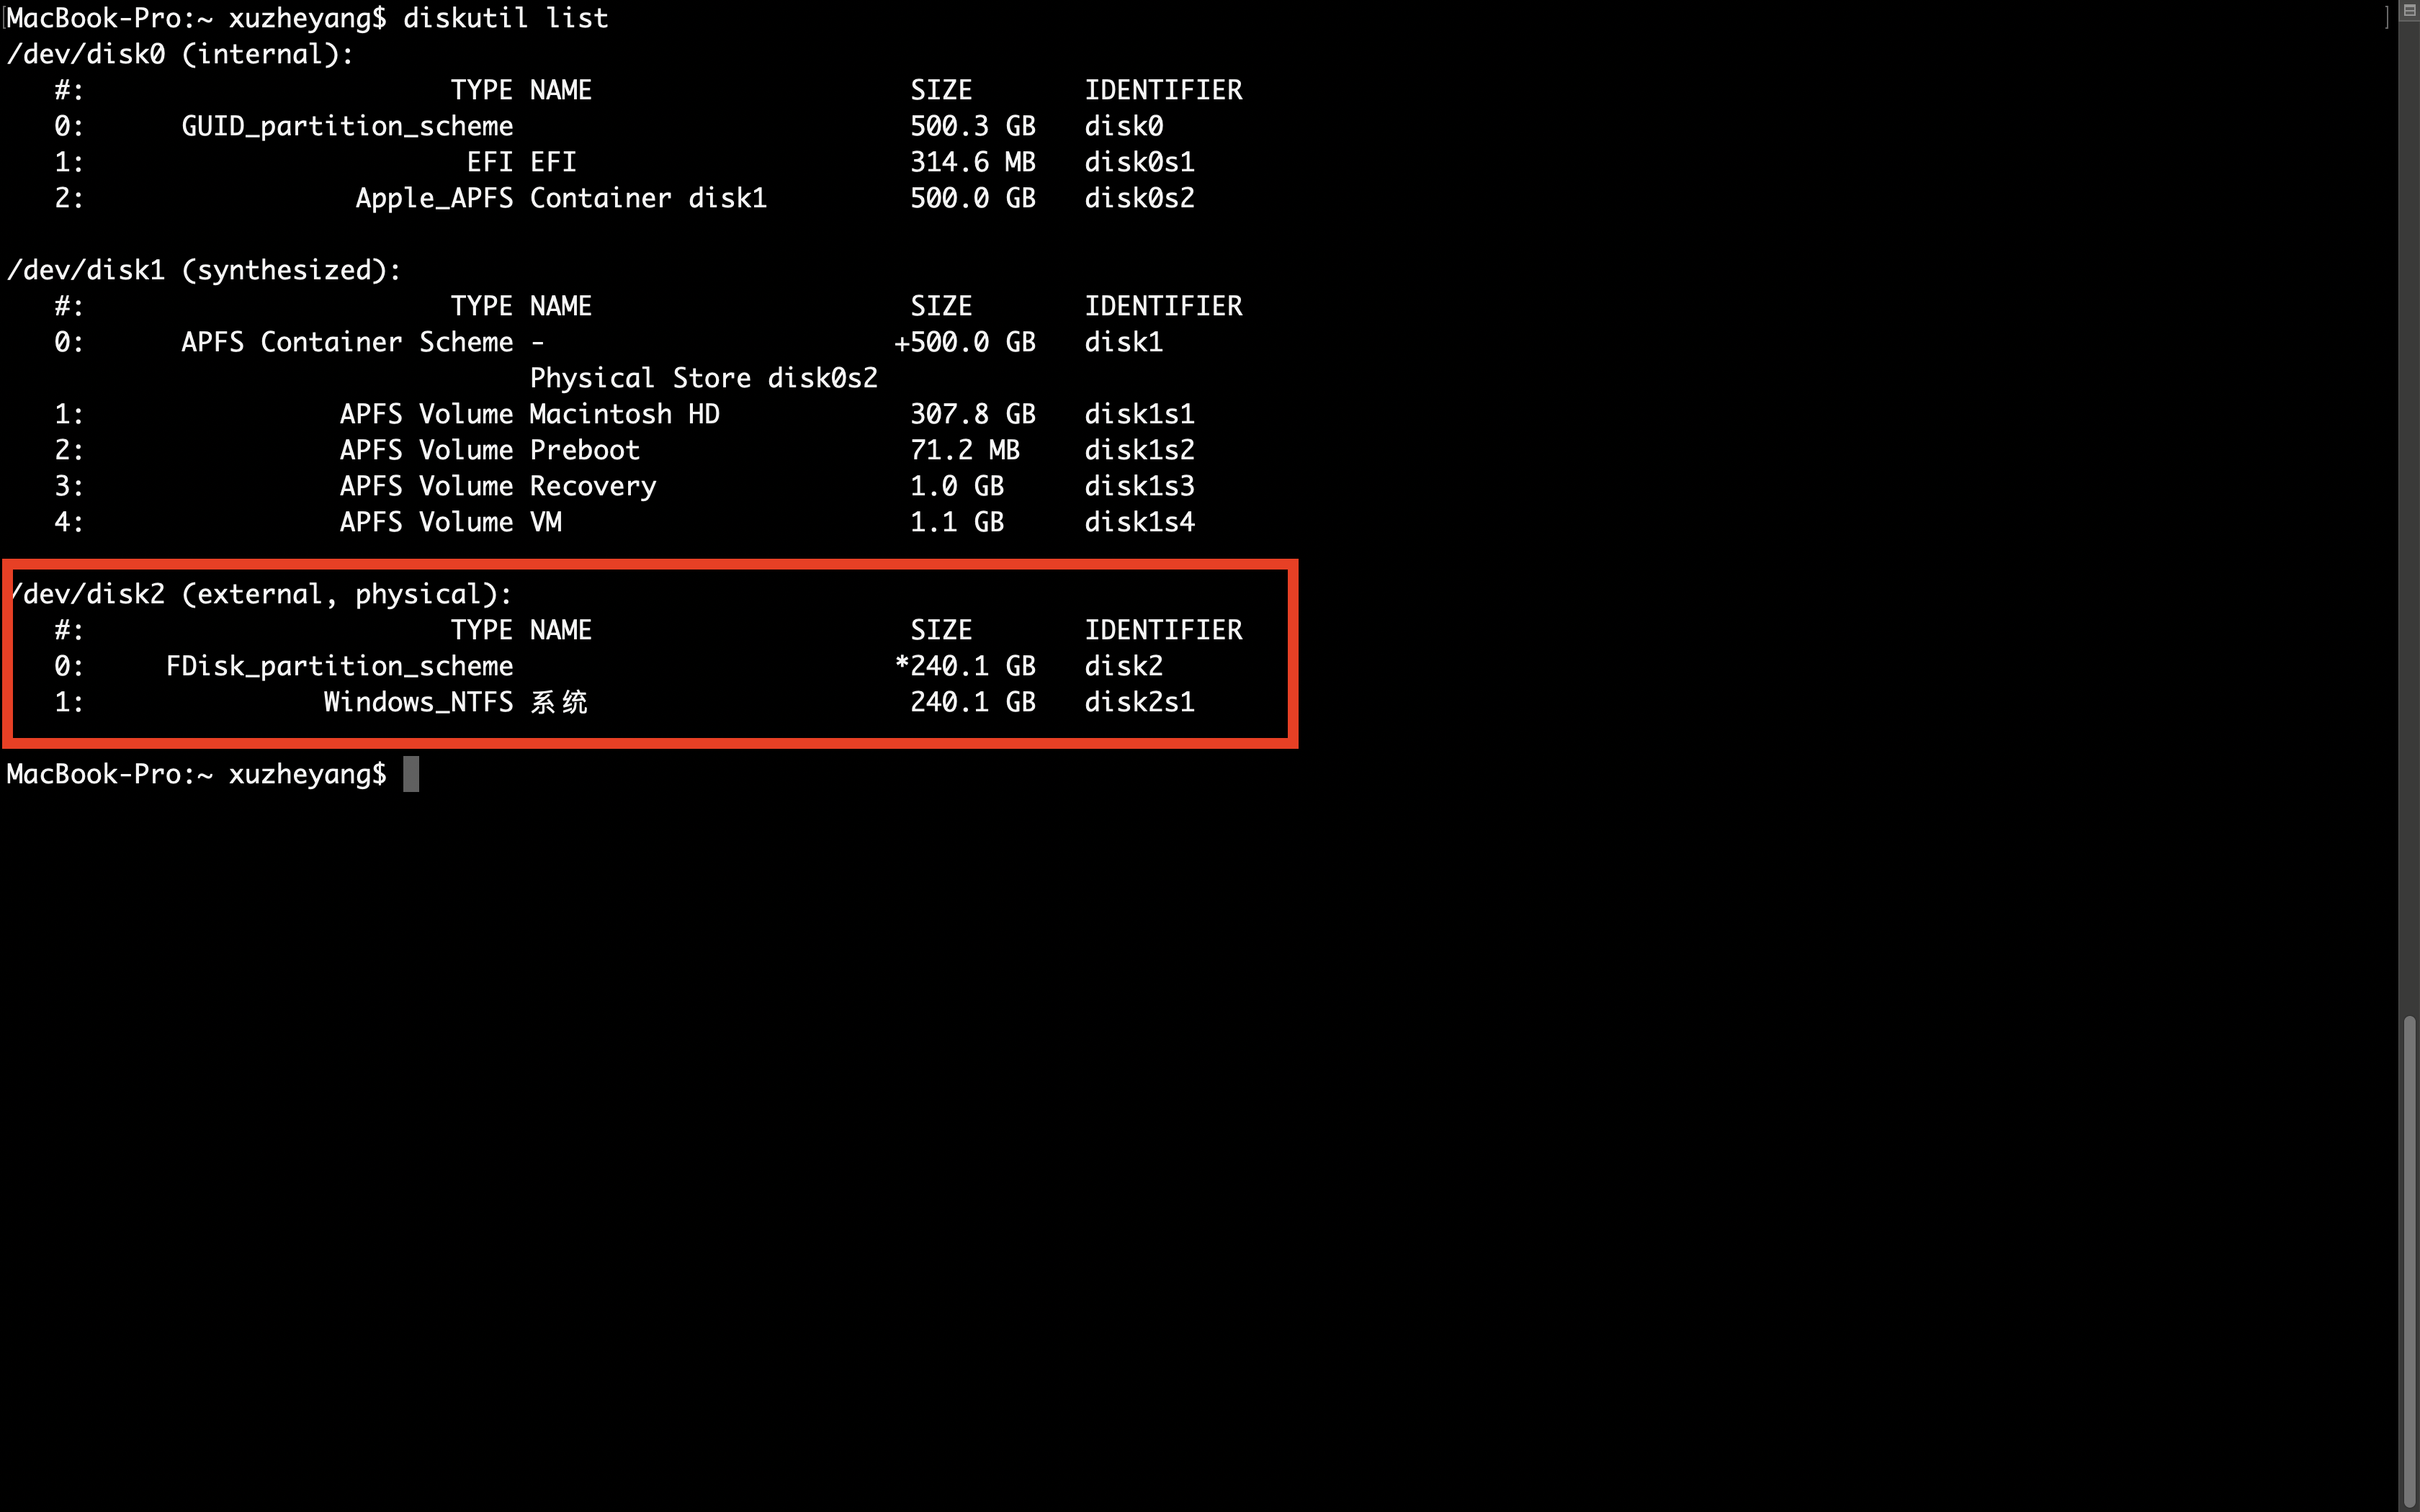 MacBook-Pro:~ xuzheyang$ diskutil list
/dev/disk0 (internal):
   #:                       TYPE NAME                    SIZE       IDENTIFIER
   0:      GUID_partition_scheme                         500.3 GB   disk0
   1:                        EFI EFI                     314.6 MB   disk0s1
   2:                 Apple_APFS Container disk1         500.0 GB   disk0s2

/dev/disk1 (synthesized):
   #:                       TYPE NAME                    SIZE       IDENTIFIER
   0:      APFS Container Scheme -                      +500.0 GB   disk1
                                 Physical Store disk0s2
   1:                APFS Volume Macintosh HD            307.8 GB   disk1s1
   2:                APFS Volume Preboot                 71.2 MB    disk1s2
   3:                APFS Volume Recovery                1.0 GB     disk1s3
   4:                APFS Volume VM                      1.1 GB     disk1s4

/dev/disk2 (external, physical):
   #:                       TYPE NAME                    SIZE       IDENTIFIER
   0:     FDisk_partition_scheme                        *240.1 GB   disk2
   1:               Windows_NTFS 系统                    240.1 GB   disk2s1

MacBook-Pro:~ xuzheyang$